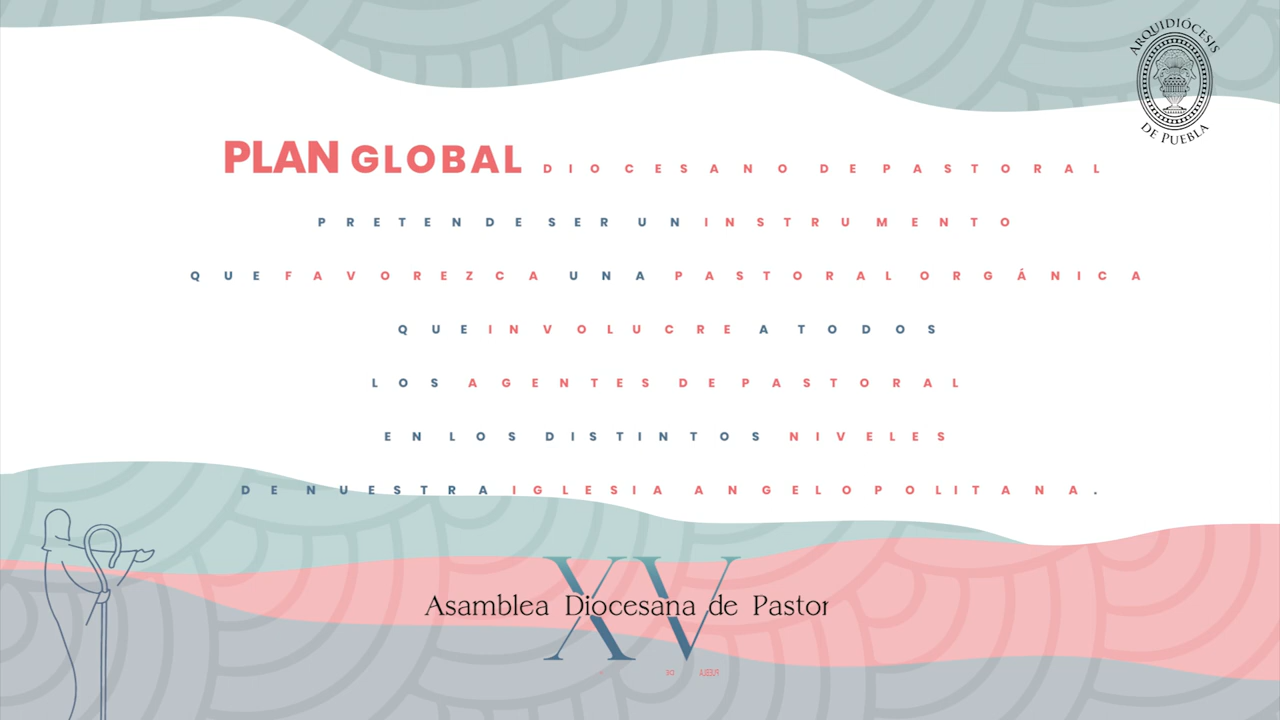 ARQUIDIÓCESIS
DE PUEBLA
PLAN GLOBAL DIOCESANO DE PASTORAL
PRETENDE SER UN INSTRUMENTO
QUE FAVOREZCA UNA PASTORAL ORGÁNICA
QUE INVOLUCRE A TODOS
LOS AGENTES DE PASTORAL
EN LOS DISTINTOS NIVELES
DE NUESTRA IGLESIA ANGELOPOLITANA.
XV
Asamblea Diocesana de Pastor